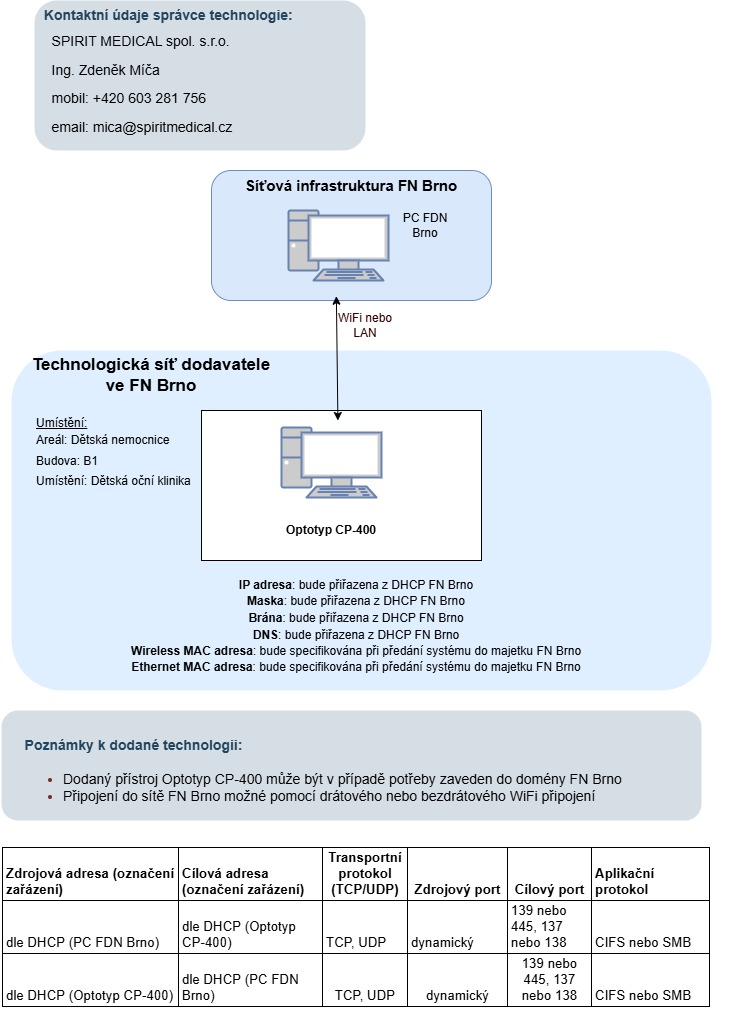 Kontaktní údaje správce technologie:
SPIRIT MEDICAL spol. s.r.o.
Ing. Zdeněk Míča
mobil: +420 603 281 756
email: mica@spiritmedical.cz
Síťová infrastruktura FN Brno
PC FDN
Brno
WiFi nebo
LAN
Technologická síť dodavatele
ve FN Brno
Umístění:
Areál: Dětská nemocnice
Budova: B1
Umístění: Dětská oční klinika
Optotyp CP-400
IP adresa: bude přiřazena z DHCP FN Brno
Maska: bude přiřazena z DHCP FN Brno
Brána: bude přiřazena z DHCP FN Brno
DNS: bude přiřazena z DHCP FN Brno
Wireless MAC adresa: bude specifikována při předání systému do majetku FN Brno
Ethernet MAC adresa: bude specifikována při předání systému do majetku FN Brno
Poznámky k dodané technologii:
• Dodaný přístroj Optotyp CP-400 může být v případě potřeby zaveden do domény FN Brno
• Připojení do sítě FN Brno možné pomocí drátového nebo bezdrátového WiFi připojení
Zdrojová adresa (označení
zařázení)
Cílová adresa
(označení zařázení)
Transportní
protokol
(TCP/UDP)
Zdrojový port
Cílový port
Aplikační
protokol
dle DHCP (PC FDN Brno)
dle DHCP (Optotyp
CP-400)
TCP, UDP
dynamický
139 nebo
445, 137
nebo 138
CIFS nebo SMB
dle DHCP (Optotyp CP-400)
dle DHCP (PC FDN
Brno)
TCP, UDP
dynamický
139 nebo
445, 137
nebo 138
CIFS nebo SMB